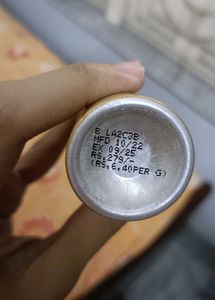 B LA2C3B
MFD 10/22
EX 09/25
RS.279/-
(RS.6.40PER G)